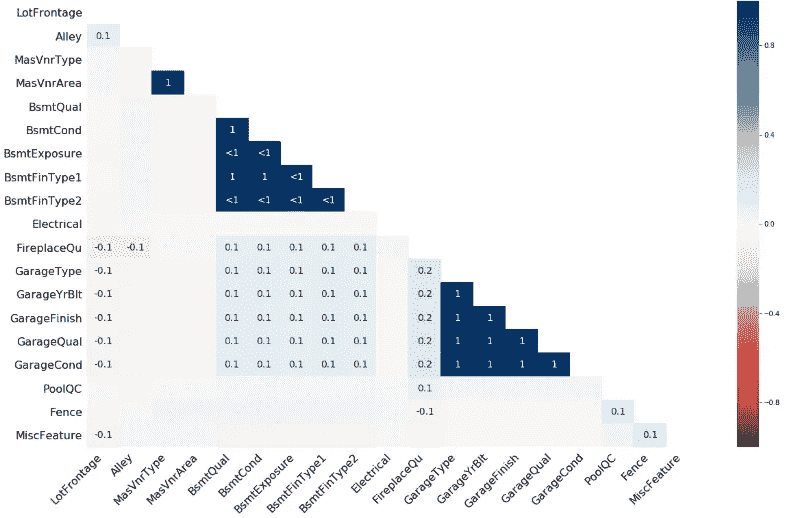 LotFrontage
Alley 0.1
MasVnrType
MasVnrArea 1
BsmtQual
BsmtCond 1
BsmtExposure <1 <1
BsmtFinType1 1 1 <1
BsmtFinType2 <1 <1 <1 <1
Electrical
FireplaceQu -0.1 -0.1 0.1 0.1 0.1 0.1 0.1
GarageType -0.1 0.1 0.1 0.1 0.1 0.1 0.2
GarageYrBlt -0.1 0.1 0.1 0.1 0.1 0.1 0.2 1
GarageFinish -0.1 0.1 0.1 0.1 0.1 0.1 0.2 1 1
GarageQual -0.1 0.1 0.1 0.1 0.1 0.1 0.2 1 1 1
GarageCond -0.1 0.1 0.1 0.1 0.1 0.1 0.2 1 1 1 1
PoolQC 0.1
Fence -0.1 0.1
MiscFeature -0.1 0.1
LotFrontage
Alley
MasVnrType
MasVnrArea
BsmtQual
BsmtCond
BsmtExposure
BsmtFinType1
BsmtFinType2
Electrical
FireplaceQu
GarageType
GarageYrBlt
GarageFinish
GarageQual
GarageCond
PoolQC
Fence
MiscFeature
0.8
0.4
0.0
-0.4
-0.8